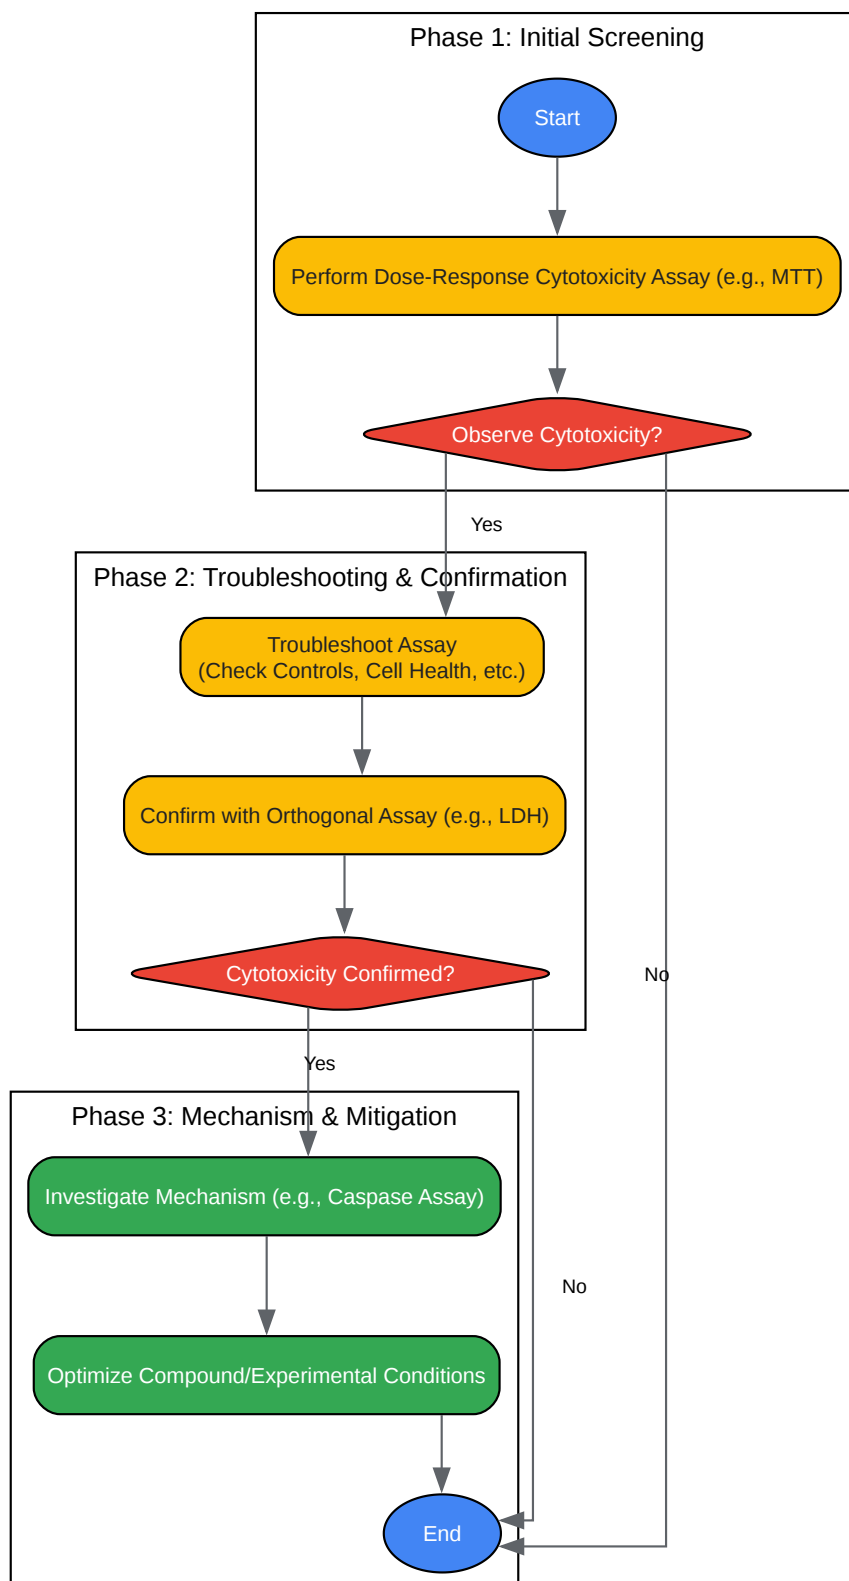 Phase 1: Initial Screening
Start
Perform Dose-Response Cytotoxicity Assay (e.g., MTT)
Observe Cytotoxicity?
Yes
Phase 2: Troubleshooting & Confirmation
Troubleshoot Assay
(Check Controls, Cell Health, etc.)
Confirm with Orthogonal Assay (e.g., LDH)
Cytotoxicity Confirmed?
No
Yes
Phase 3: Mechanism & Mitigation
Investigate Mechanism (e.g., Caspase Assay)
No
Optimize Compound/Experimental Conditions
End